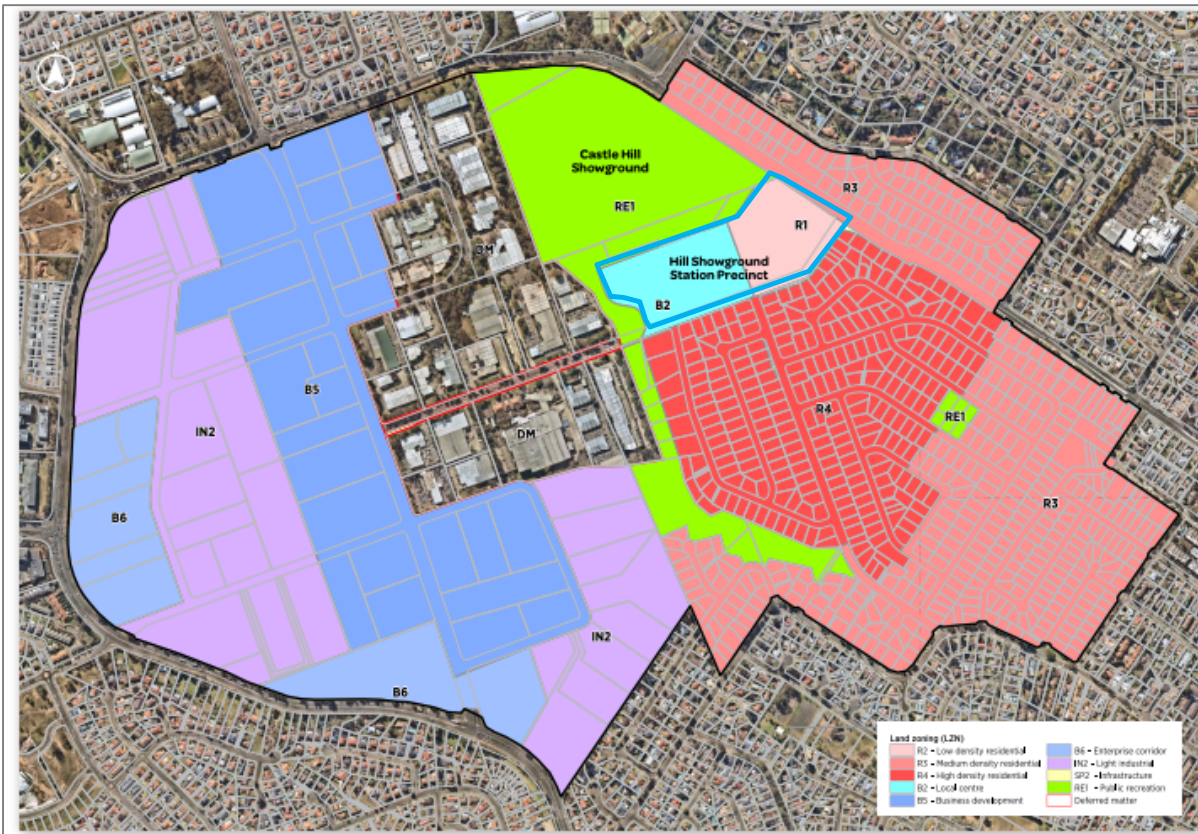 N
Castle Hill
Showground
RE1
R3
R1
DM
Hill Showground
Station Precinct
B2
B5
R4
RE1
IN2
DM
B6
R3
IN2
B6
Land zoning (LZN)
R2 - Low density residential
R3 - Medium density residential
R4 - High density residential
B2 - Local centre
B5 - Business development
B6 - Enterprise corridor
IN2 - Light industrial
SP2 - Infrastructure
RE1 - Public recreation
Deferred matter